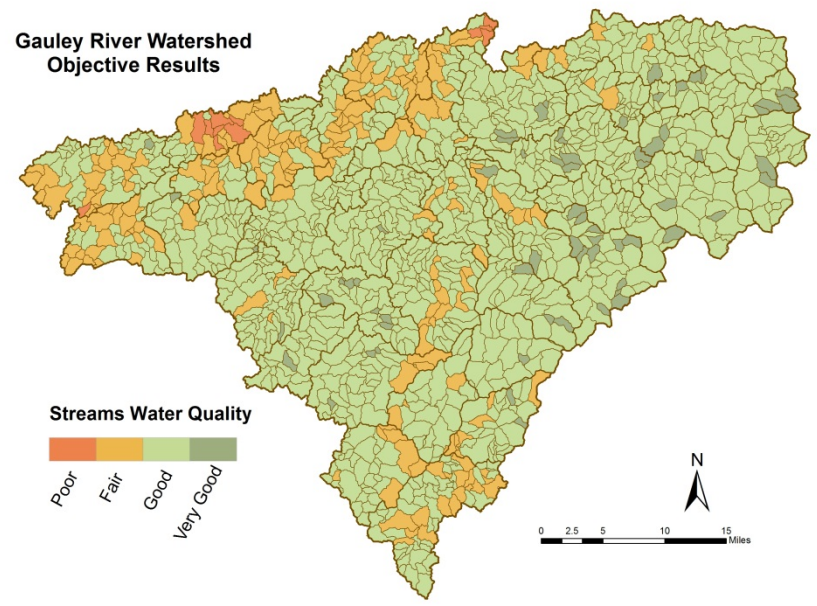 Gauley River Watershed
Objective Results
Streams Water Quality
Poor
Fair
Good
Very Good
N
0 2.5 5 10 15
Miles